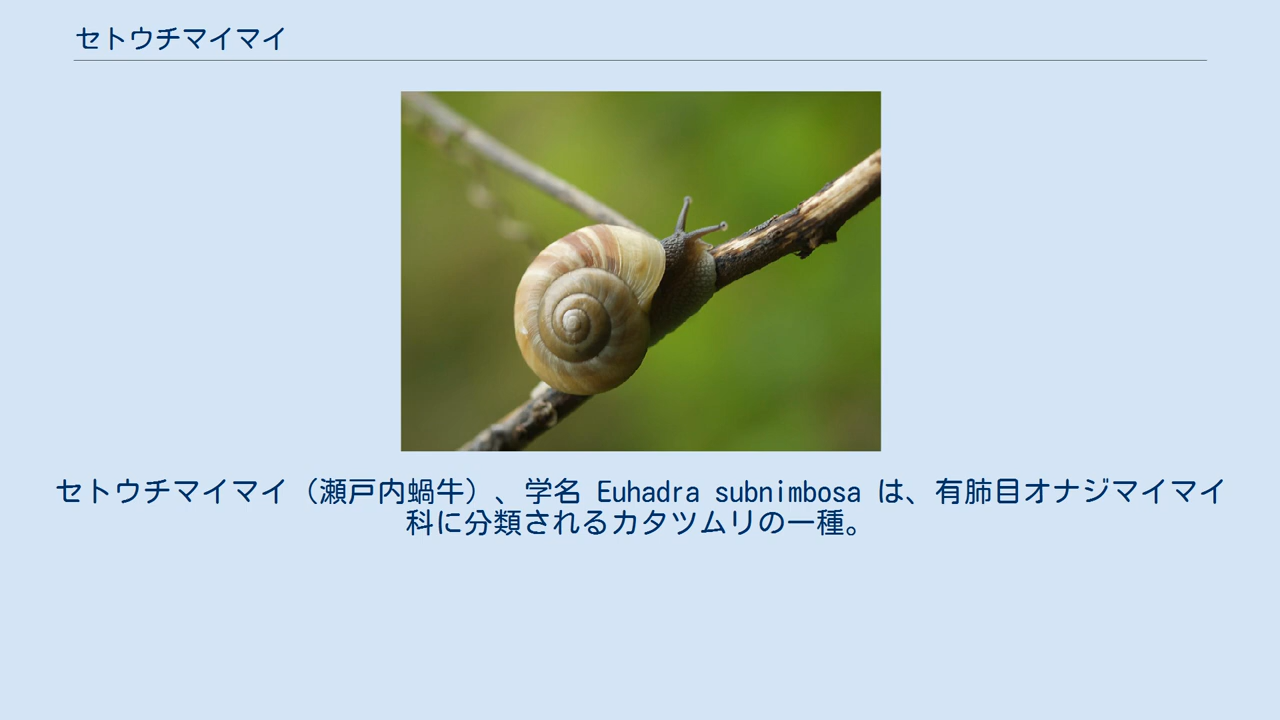 セトウチマイマイ
セトウチマイマイ（瀬戸内蝸牛）、学名 Euhadra subnimbosa は、有肺目オナジマイマイ
科に分類されるカタツムリの一種。